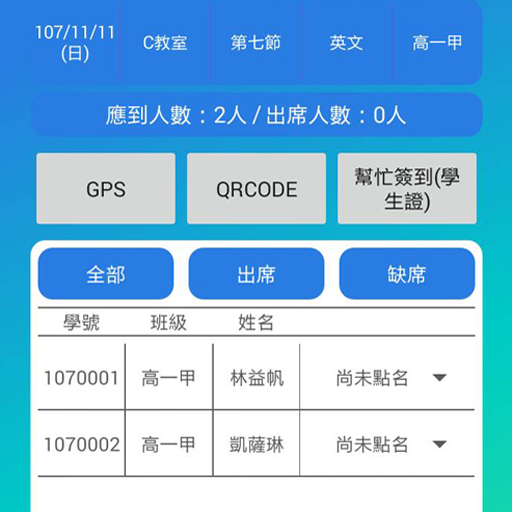 107/11/11
(日)
C教室
第七節
英文
高一甲
應到人數：2人 / 出席人數：0人
GPS
QRCODE
幫忙簽到(學
生證)
全部
出席
缺席
學號 班級 姓名
1070001 高一甲 林益帆 尚未點名
1070002 高一甲 凱薩琳 尚未點名